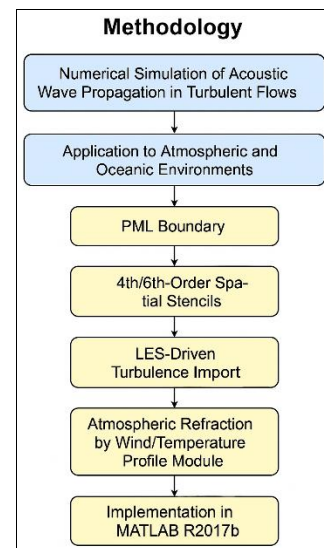 Methodology
Numerical Simulation of Acoustic
Wave Propagation in Turbulent Flows
Application to Atmospheric and
Oceanic Environments
PML Boundary
4th/6th-Order Spa-
tial Stencils
LES-Driven
Turbulence Import
Atmospheric Refraction
by Wind/Temperature
Profile Module
Implementation in
MATLAB R2017b